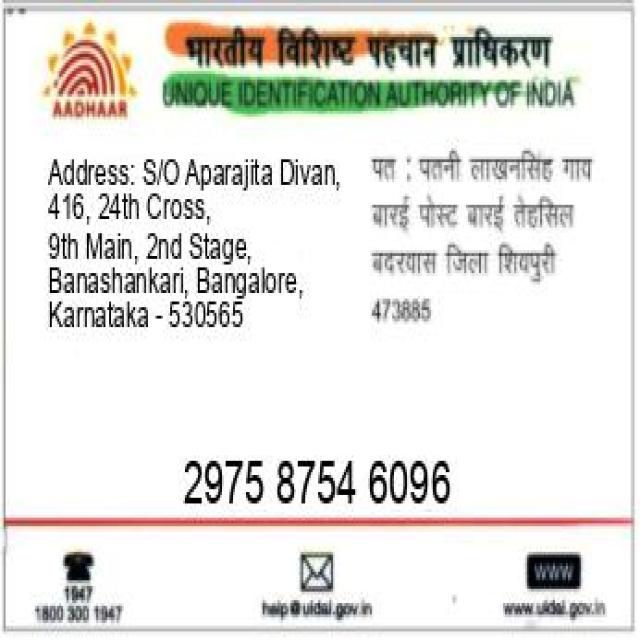 भारतीय विशिष्ट पहचान प्राधिकरण
AADHAAR
UNIQUE IDENTIFICATION AUTHORITY OF INDIA
Address: S/O Aparajita Divan,
416, 24th Cross,
9th Main, 2nd Stage,
Banashankari, Bangalore,
Karnataka - 530565
पत : पतनी लाखनसिंह गाय
बारई पोस्ट बारई तेहसिल
बदरवास जिला शिवपुरी
473885
2975 8754 6096
1947
1800 300 1947
help@uidai.gov.in
WWW
www.uidai.gov.in